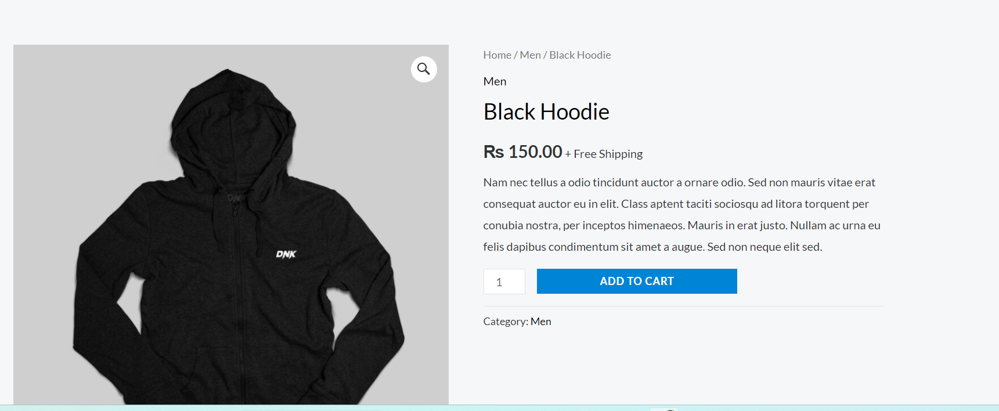 Home / Men / Black Hoodie
Men
Black Hoodie
₨ 150.00 + Free Shipping
Nam nec tellus a odio tincidunt auctor a ornare odio. Sed non mauris vitae erat
consequat auctor eu in elit. Class aptent taciti sociosqu ad litora torquent per
conubia nostra, per inceptos himenaeos. Mauris in erat justo. Nullam ac urna eu
felis dapibus condimentum sit amet a augue. Sed non neque elit sed.
1
ADD TO CART
Category: Men
DNK
DNK